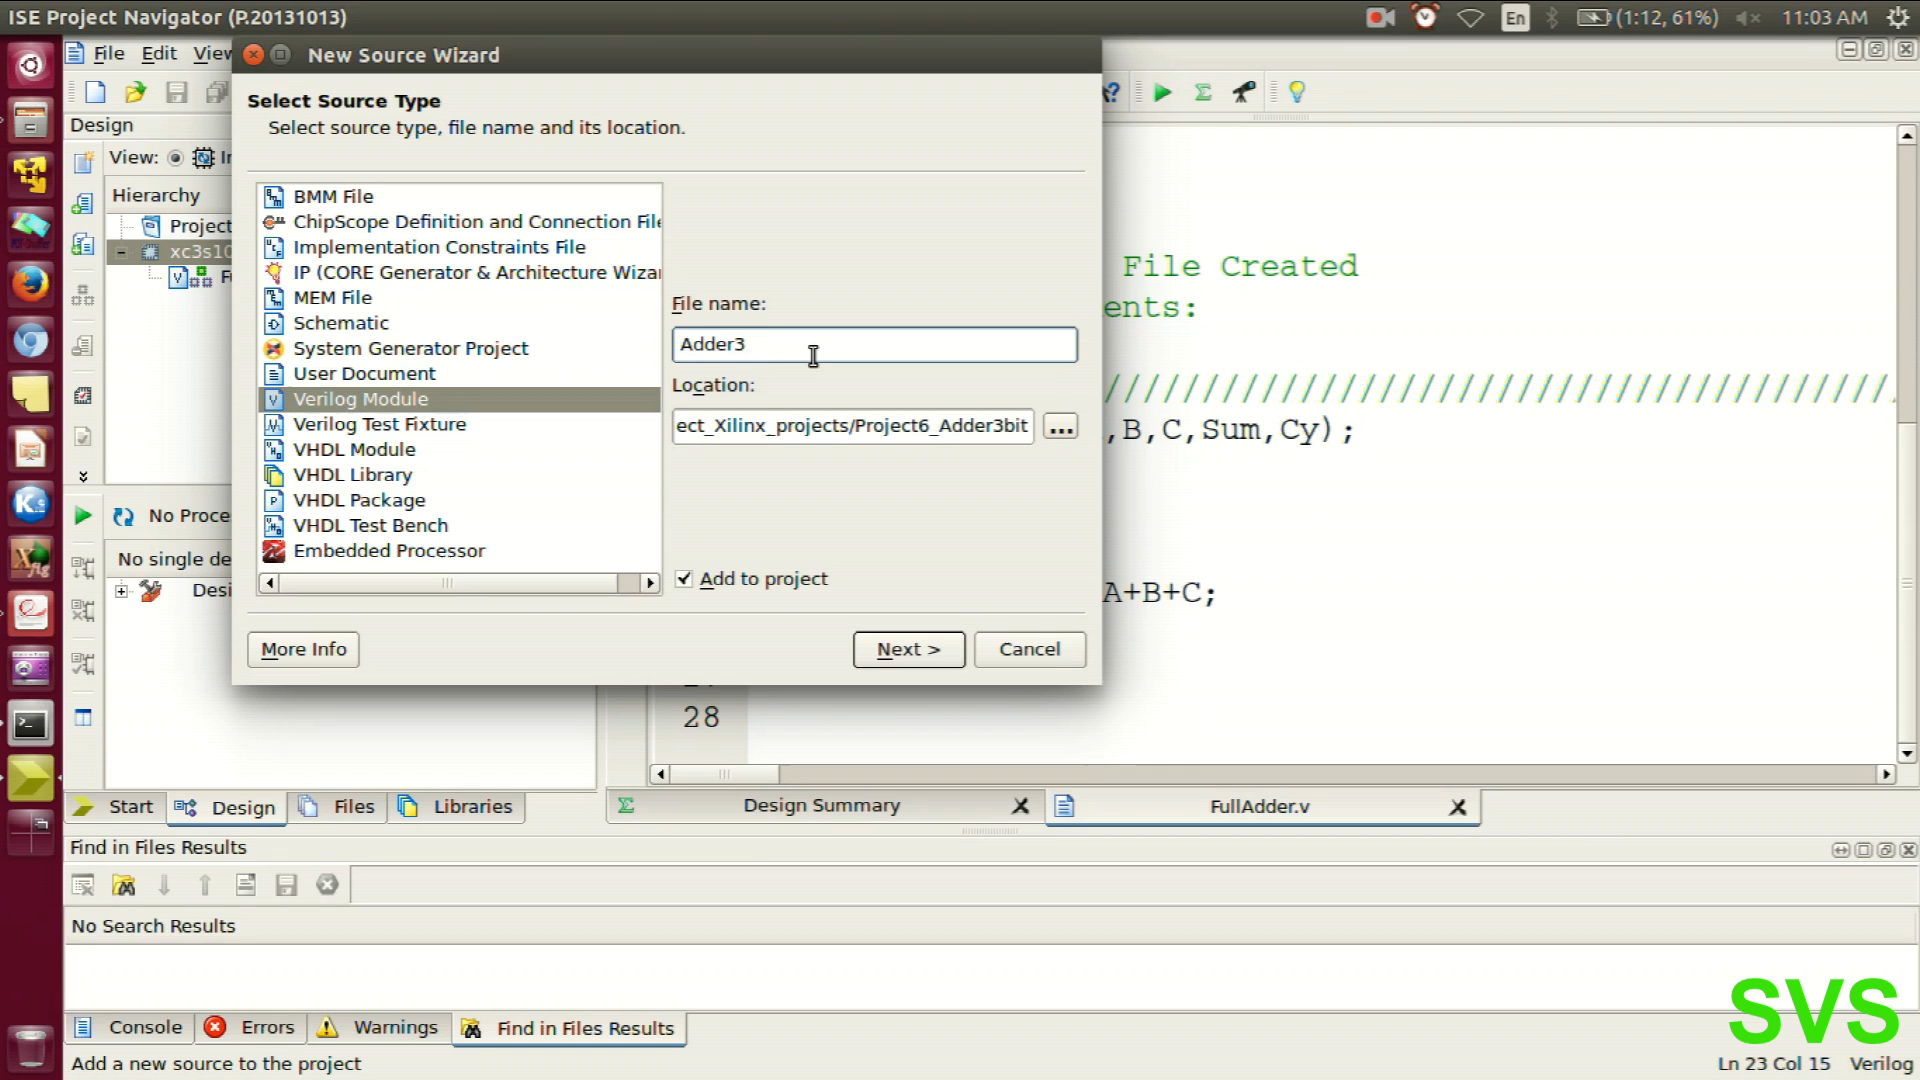 ISE Project Navigator (P.20131013)
En
(1:12, 61%)
11:03 AM
File Edit View
New Source Wizard
Select Source Type
Select source type, file name and its location.
Design
View:
Hierarchy
Project
xc3s10
BMM File
ChipScope Definition and Connection File
Implementation Constraints File
IP (CORE Generator & Architecture Wizar
MEM File
Schematic
System Generator Project
User Document
Verilog Module
Verilog Test Fixture
VHDL Module
VHDL Library
VHDL Package
VHDL Test Bench
Embedded Processor
File name:
Adder3
Location:
ect_Xilinx_projects/Project6_Adder3bit
...
Add to project
More Info
Next >
Cancel
File Created
ents:
/////////////////////////////////////////
,B,C,Sum,Cy);
A+B+C;
28
No Proce
No single de
Desi
Start
Design
Files
Libraries
Design Summary
FullAdder.v
Find in Files Results
No Search Results
Console
Errors
Warnings
Find in Files Results
SVS
Add a new source to the project
Ln 23 Col 15
Verilog